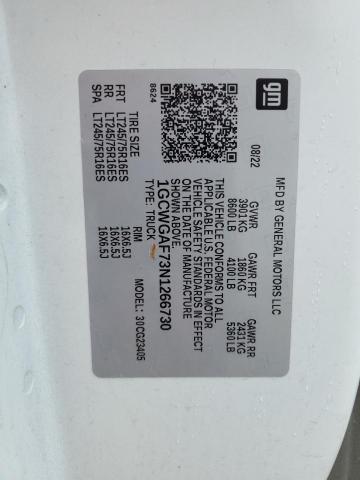 gm
MFD BY GENERAL MOTORS LLC
08/22 GVWR GAWR FRT GAWR RR
3901 KG 1860 KG 2431 KG
8600 LB 4100 LB 5360 LB
THIS VEHICLE CONFORMS TO ALL
APPLICABLE U.S. FEDERAL MOTOR
VEHICLE SAFETY STANDARDS IN EFFECT
ON THE DATE OF MANUFACTURE
SHOWN ABOVE.
1GCWGAF73N1266730
TYPE: TRUCK MODEL: 30CG23405
8624
TIRE SIZE RIM
FRT LT245/75R16ES 16X6.5J
RR LT245/75R16ES 16X6.5J
SPA LT245/75R16ES 16X6.5J